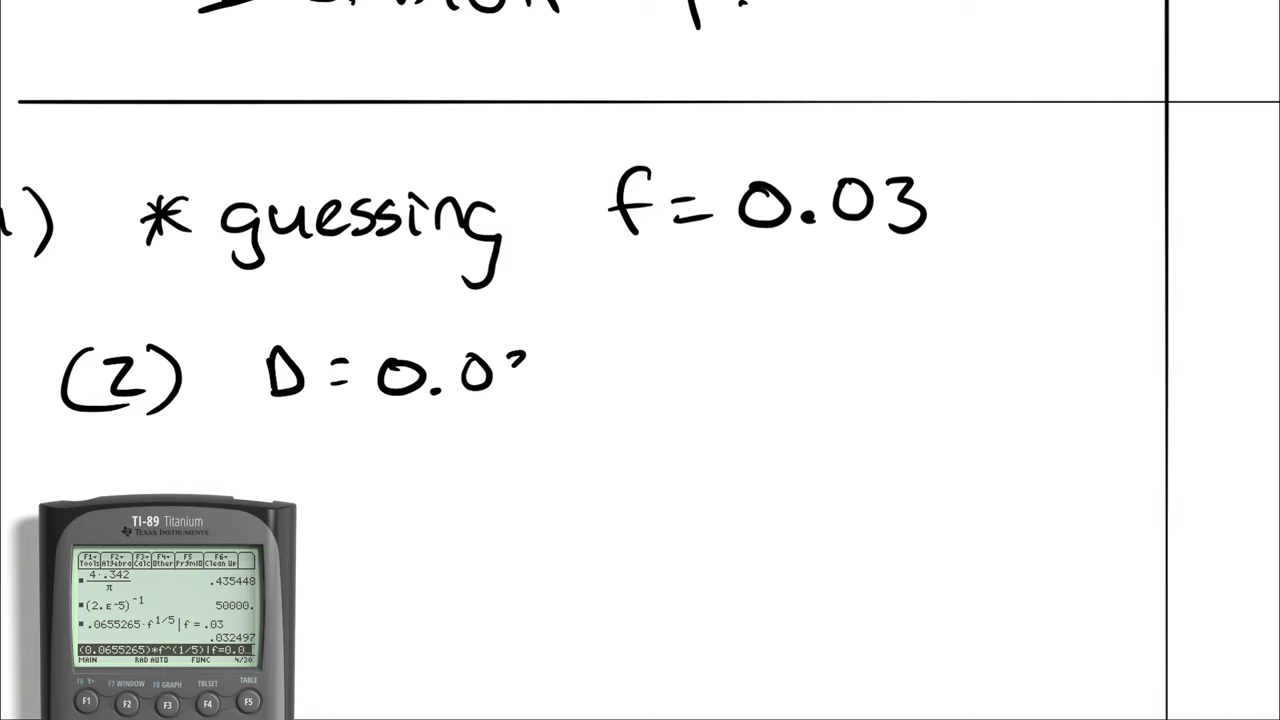 *guessing f = 0.03
(2) D = 0.0
TI-89 Titanium
TEXAS INSTRUMENTS
F1 F2 F3 F4 F5 F6
Tools Algebra Calc Other PrgmIO Clean Up
4·.342
π
.435448
(2.ᴇ-5)^-1 50000.
.0655265·f^1/5|f = .03
.032497
(0.0655265)*f^(1/5)|f=0.0…
MAIN RAD AUTO FUNC 4/30
F6 Y= F7 WINDOW F8 GRAPH TBLSET TABLE
F1 F2 F3 F4 F5